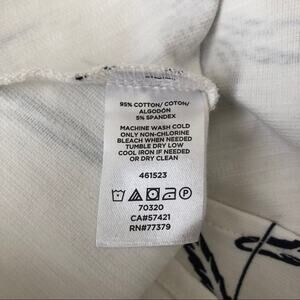 95% COTTON/ COTON/
ALGODÓN
5% SPANDEX
MACHINE WASH COLD
ONLY NON-CHLORINE
BLEACH WHEN NEEDED
TUMBLE DRY LOW
COOL IRON IF NEEDED
OR DRY CLEAN
461523
P
70320
CA#57421
RN#77379